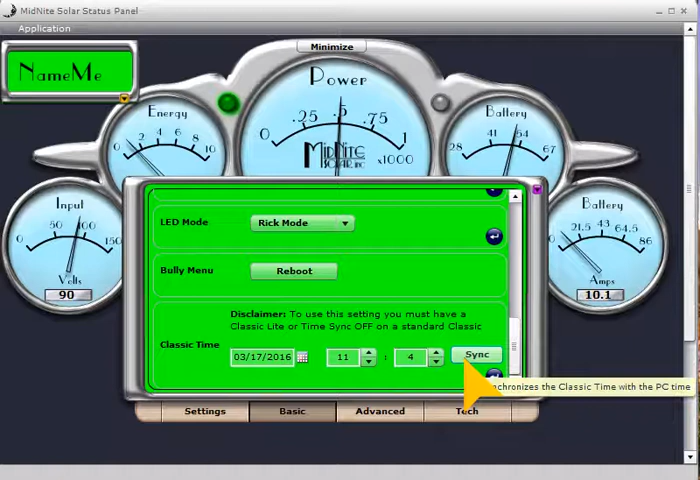 MidNite Solar Status Panel
Application
Minimize
NameMe
Power
0 .25 .5 .75 1
x1000
MidNite
Solar Inc
Energy
0 2 4 6 8 10
Battery
28 41 54 67
Input
0 50 100 150
Volts
90
Battery
0 21.5 43 64.5 86
Amps
10.1
LED Mode
Rick Mode
Bully Menu
Reboot
Disclaimer: To use this setting you must have a
Classic Lite or Time Sync OFF on a standard Classic
Classic Time
03/17/2016
11 : 4
Sync
nchronizes the Classic Time with the PC time
Settings
Basic
Advanced
Tech